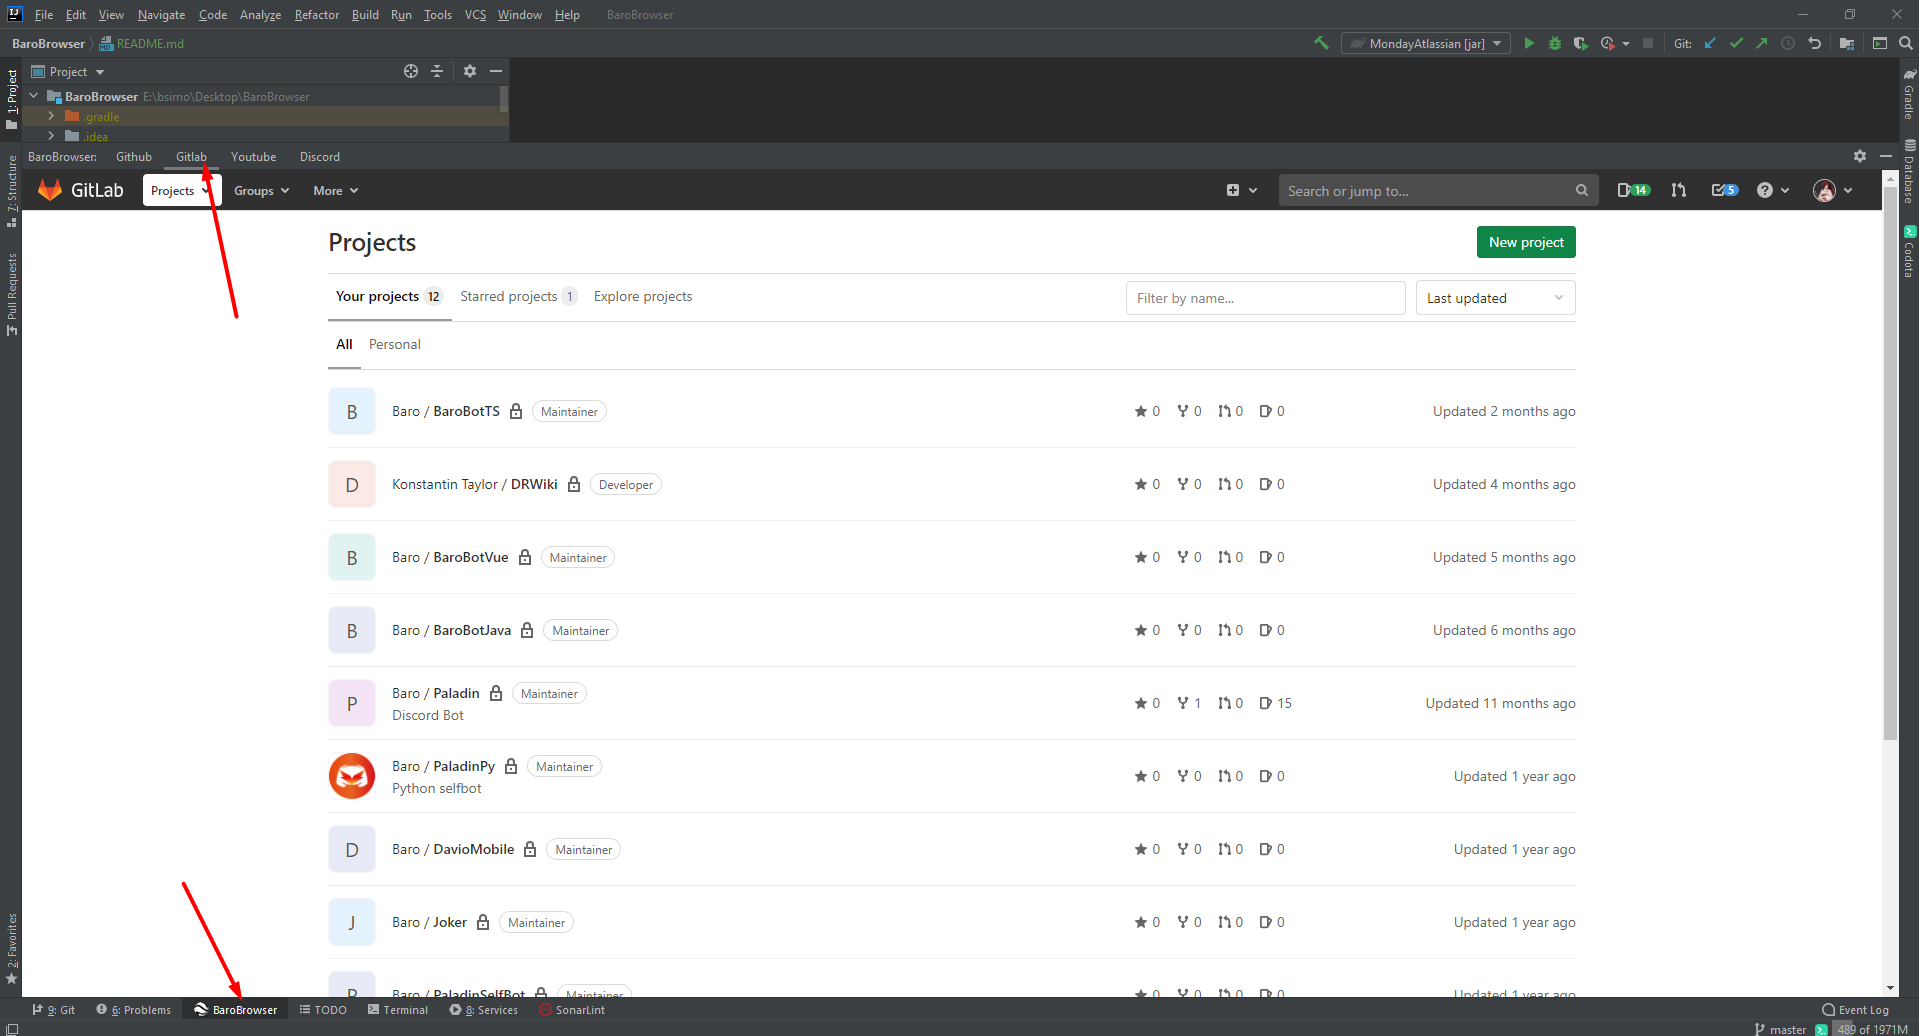 File Edit View Navigate Code Analyze Refactor Build Run Tools VCS Window Help BaroBrowser
BaroBrowser README.md MondayAtlassian [jar] Git:
Project
BaroBrowser E:\bsimo\Desktop\BaroBrowser
.gradle
.idea
BaroBrowser: Github Gitlab Youtube Discord
GitLab Projects Groups More Search or jump to... 14 5
Projects New project
Your projects 12 Starred projects 1 Explore projects Filter by name... Last updated
All Personal
B Baro / BaroBotTS Maintainer 0 0 0 0 Updated 2 months ago
D Konstantin Taylor / DRWiki Developer 0 0 0 0 Updated 4 months ago
B Baro / BaroBotVue Maintainer 0 0 0 0 Updated 5 months ago
B Baro / BaroBotJava Maintainer 0 0 0 0 Updated 6 months ago
P Baro / Paladin Maintainer 0 1 0 15 Updated 11 months ago
Discord Bot
Baro / PaladinPy Maintainer 0 0 0 0 Updated 1 year ago
Python selfbot
D Baro / DavioMobile Maintainer 0 0 0 0 Updated 1 year ago
J Baro / Joker Maintainer 0 0 0 0 Updated 1 year ago
Baro / PaladinSelfBot Maintainer 0 0 0 0 Updated 1 year ago
1: Project
7: Structure
Pull Requests
2: Favorites
Gradle
Database
Codota
9: Git 6: Problems BaroBrowser TODO Terminal 8: Services SonarLint Event Log
master 489 of 1971M